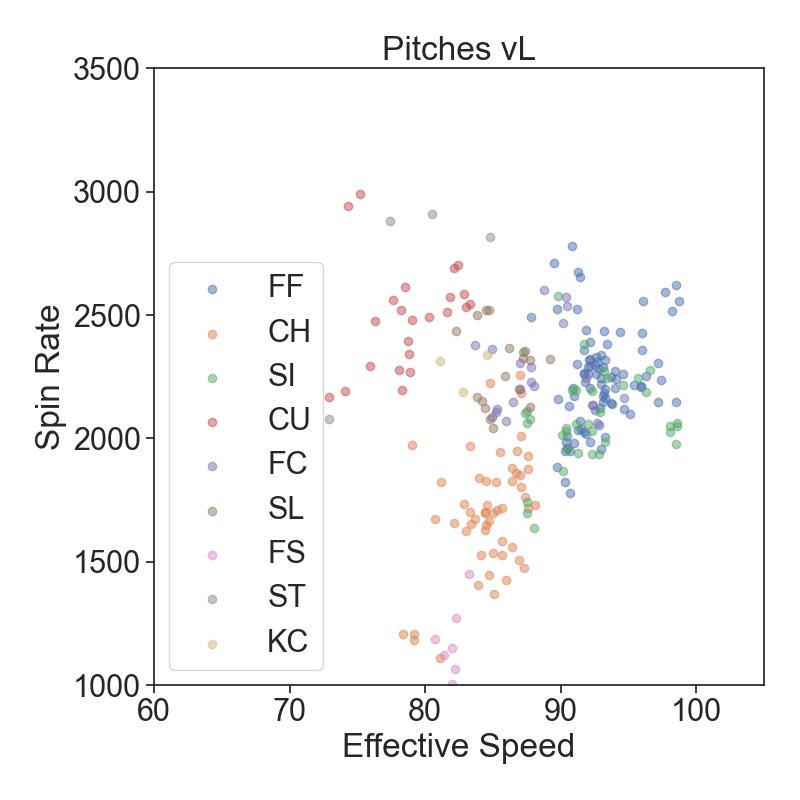 Pitches vL
3500
3000
2500
2000
1500
1000
Spin Rate
FF
CH
SI
CU
FC
SL
FS
ST
KC
60 70 80 90 100
Effective Speed